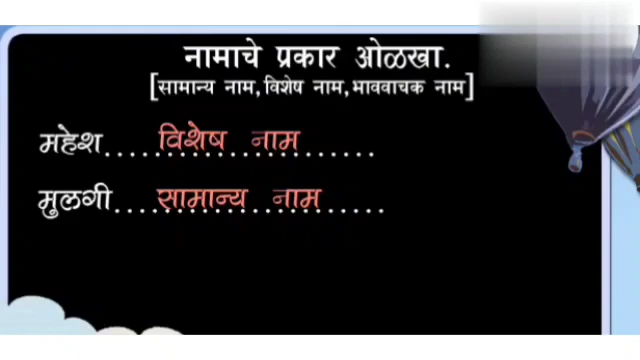 नामाचे प्रकार ओळखा.
[सामान्य नाम, विशेष नाम, भाववाचक नाम]
महेश....विशेष नाम.....
मुलगी....सामान्य नाम.....